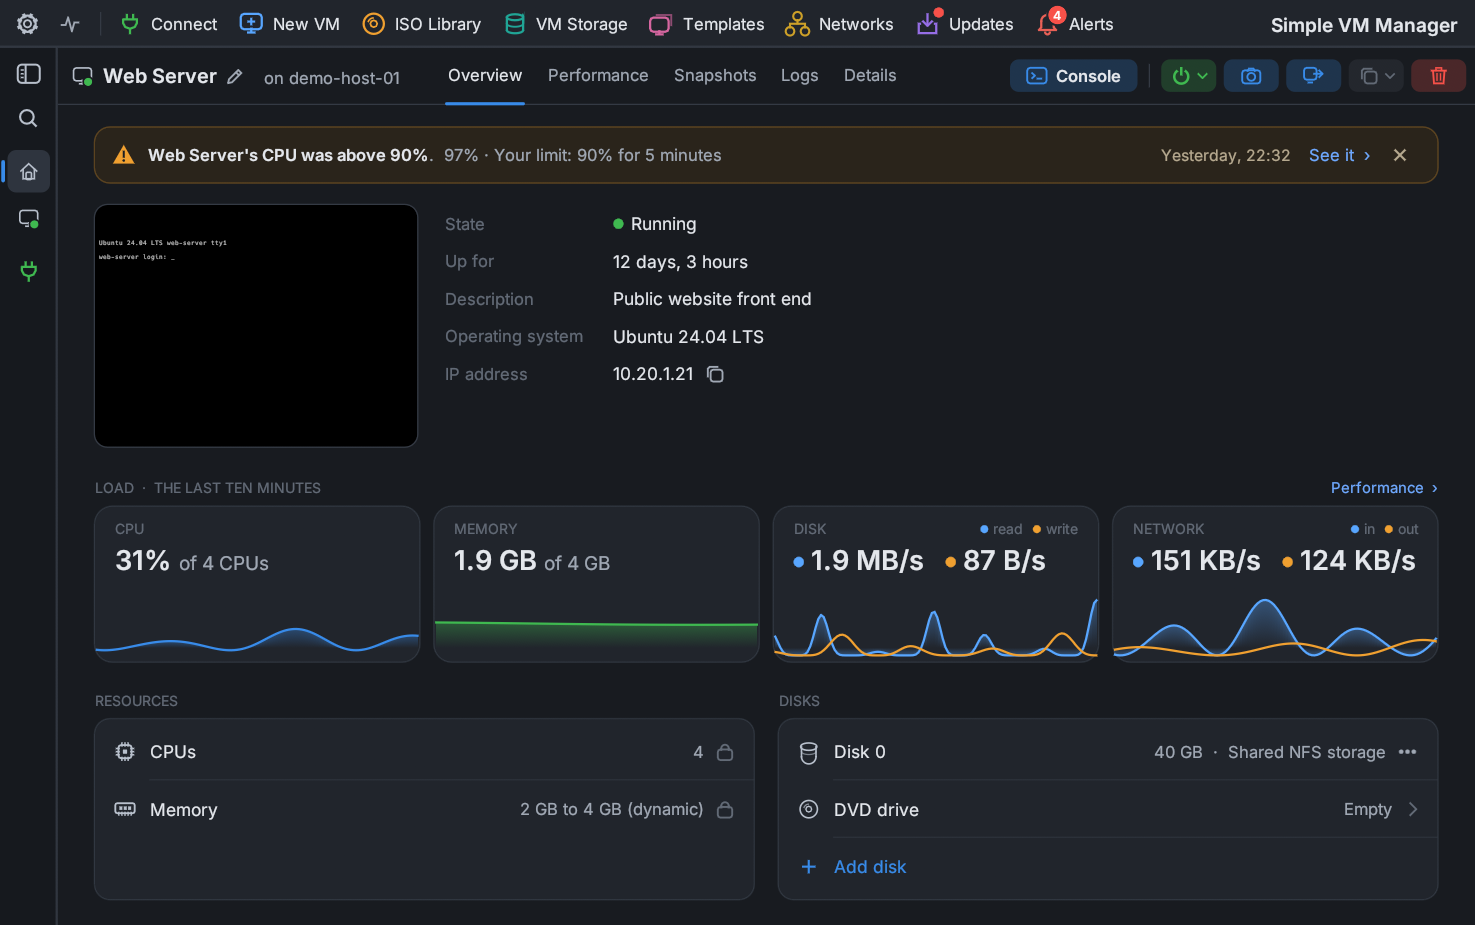 Connect New VM ISO Library VM Storage Templates Networks Updates 4 Alerts Simple VM Manager
Web Server on demo-host-01 Overview Performance Snapshots Logs Details Console
Web Server's CPU was above 90%. 97% · Your limit: 90% for 5 minutes Yesterday, 22:32 See it ›
Ubuntu 24.04 LTS web-server tty1
web-server login: _
State Running
Up for 12 days, 3 hours
Description Public website front end
Operating system Ubuntu 24.04 LTS
IP address 10.20.1.21
LOAD · THE LAST TEN MINUTES Performance ›
CPU
31% of 4 CPUs
MEMORY
1.9 GB of 4 GB
DISK read write
1.9 MB/s 87 B/s
NETWORK in out
151 KB/s 124 KB/s
RESOURCES
CPUs 4
Memory 2 GB to 4 GB (dynamic)
DISKS
Disk 0 40 GB · Shared NFS storage
DVD drive Empty
+ Add disk